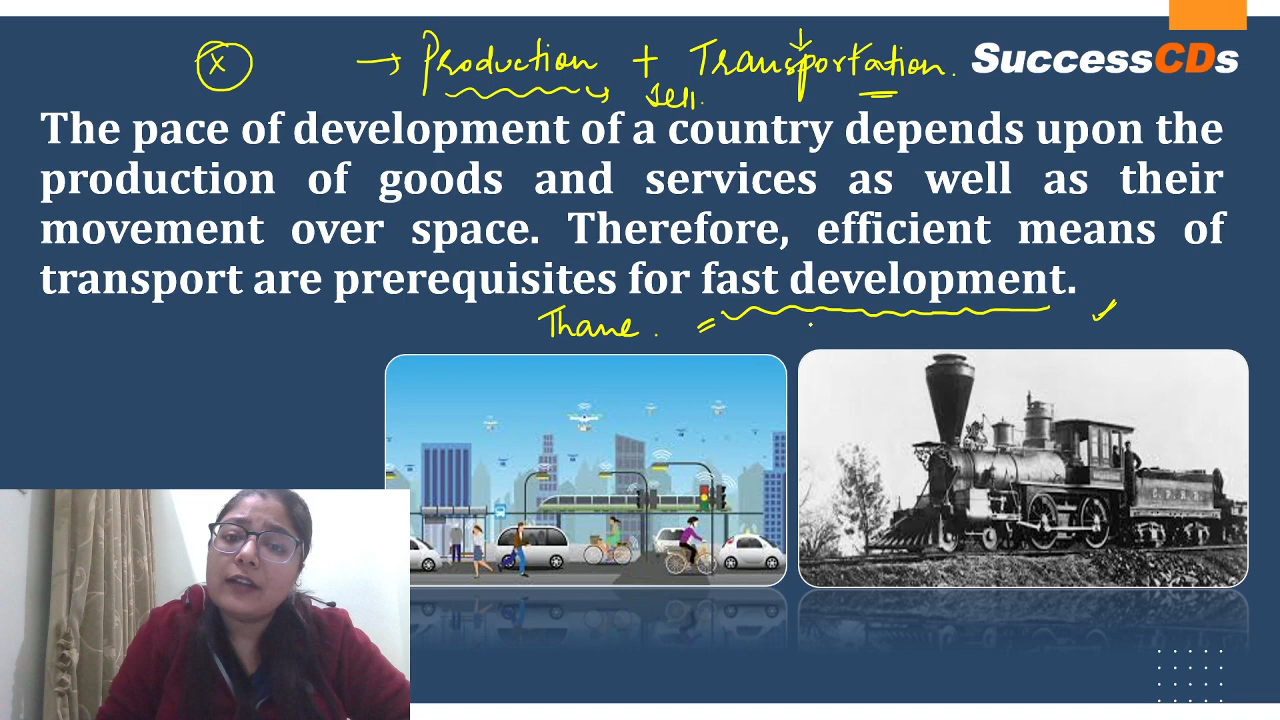 x → Production + Transportation.
SuccessCDs
Sell.
The pace of development of a country depends upon the
production of goods and services as well as their
movement over space. Therefore, efficient means of
transport are prerequisites for fast development.
Thane. =